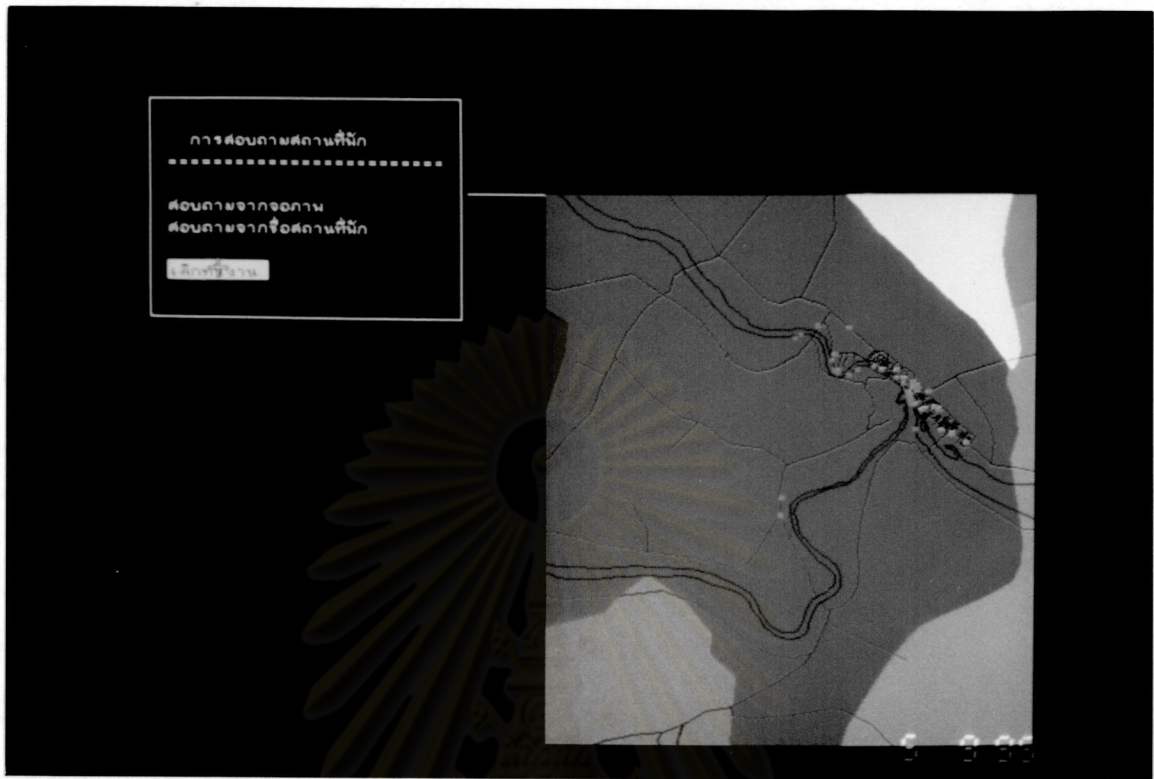 การสอบถามสถานที่พัก
สอบถามจากจอภาพ
สอบถามจากชื่อสถานที่พัก
เลิกทำงาน